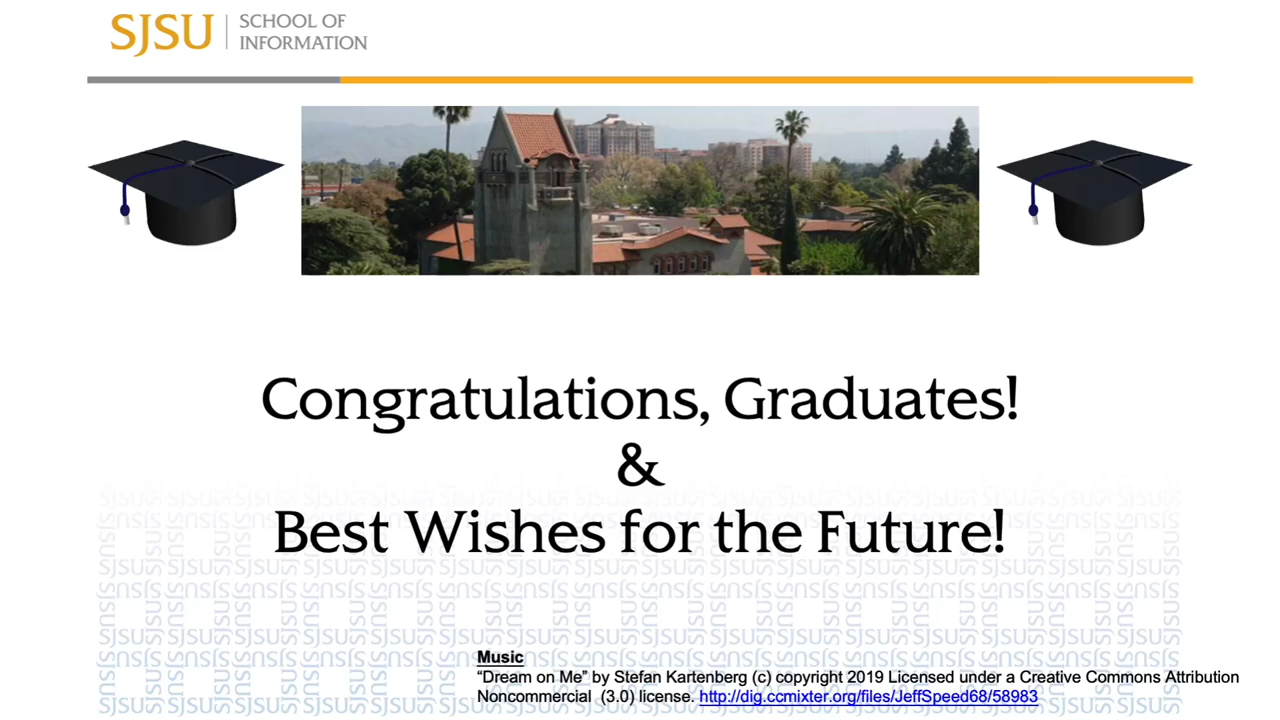 SJSU
SCHOOL OF
INFORMATION
Congratulations, Graduates!
&
Best Wishes for the Future!
Music
“Dream on Me” by Stefan Kartenberg (c) copyright 2019 Licensed under a Creative Commons Attribution
Noncommercial (3.0) license. http://dig.ccmixter.org/files/JeffSpeed68/58983